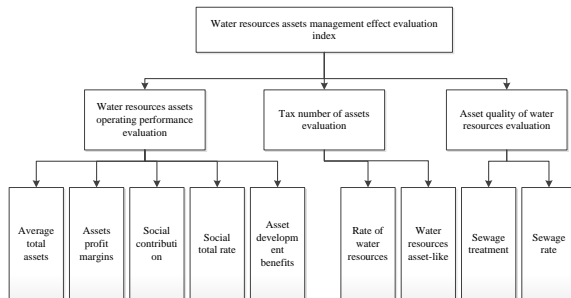 Water resources assets management effect evaluation
index
Water resources assets
operating performance
evaluation
Tax number of assets
evaluation
Asset quality of water
resources evaluation
Average
total
assets
Assets
profit
margins
Social
contributi
on
Social
total rate
Asset
developm
ent
benefits
Rate of
water
resources
Water
resources
asset-like
Sewage
treatment
Sewage
rate